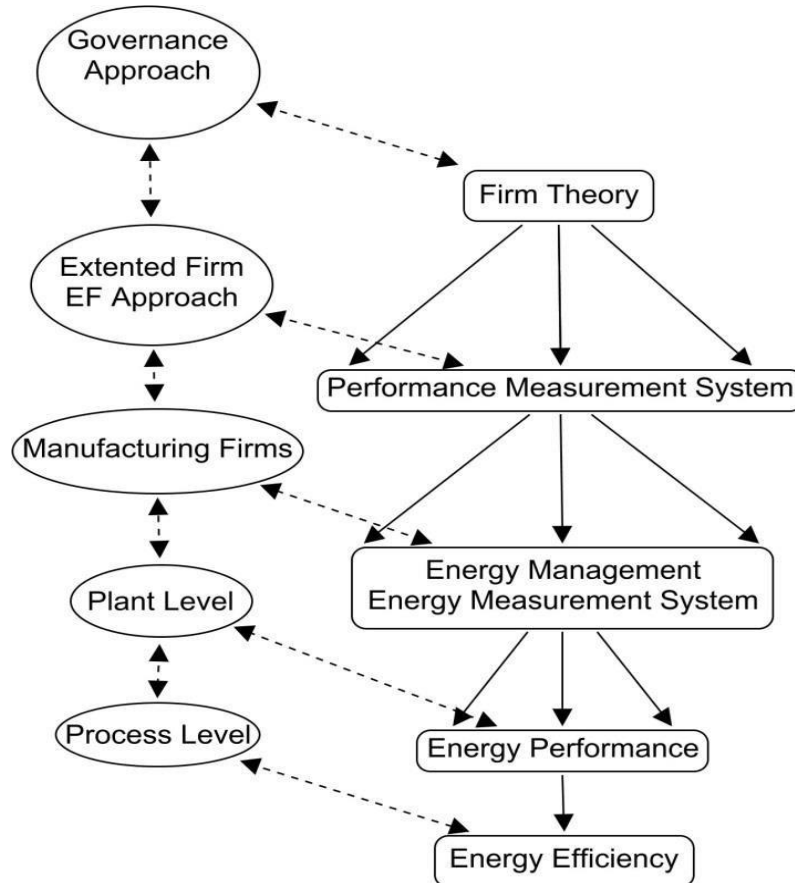 Governance
Approach
Firm Theory
Extented Firm
EF Approach
Performance Measurement System
Manufacturing Firms
Energy Management
Energy Measurement System
Plant Level
Process Level
Energy Performance
Energy Efficiency